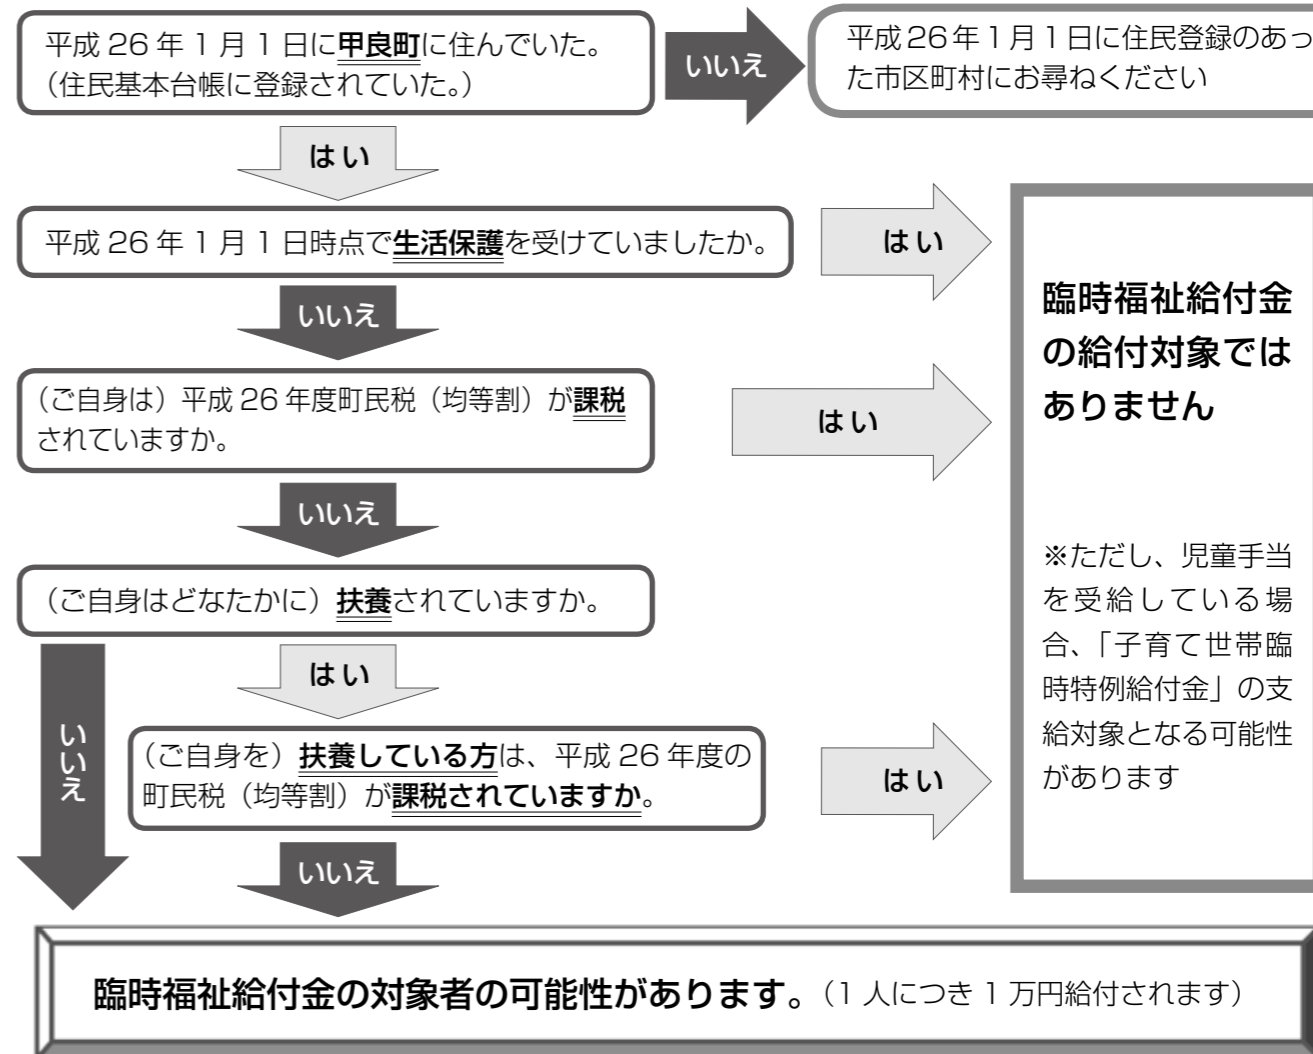 平成 26 年 1 月 1 日に甲良町に住んでいた。
（住民基本台帳に登録されていた。）
いいえ
平成 26 年 1 月 1 日に住民登録のあっ
た市区町村にお尋ねください
はい
平成 26 年 1 月 1 日時点で生活保護を受けていましたか。
はい
いいえ
（ご自身は）平成 26 年度町民税（均等割）が課税
されていますか。
はい
いいえ
（ご自身はどなたかに）扶養されていますか。
はい
いいえ
（ご自身を）扶養している方は、平成 26 年度の
町民税（均等割）が課税されていますか。
はい
いいえ
臨時福祉給付金
の給付対象では
ありません
※ただし、児童手当
を受給している場
合、「子育て世帯臨
時特例給付金」の支
給対象となる可能性
があります
臨時福祉給付金の対象者の可能性があります。（1 人につき 1 万円給付されます）